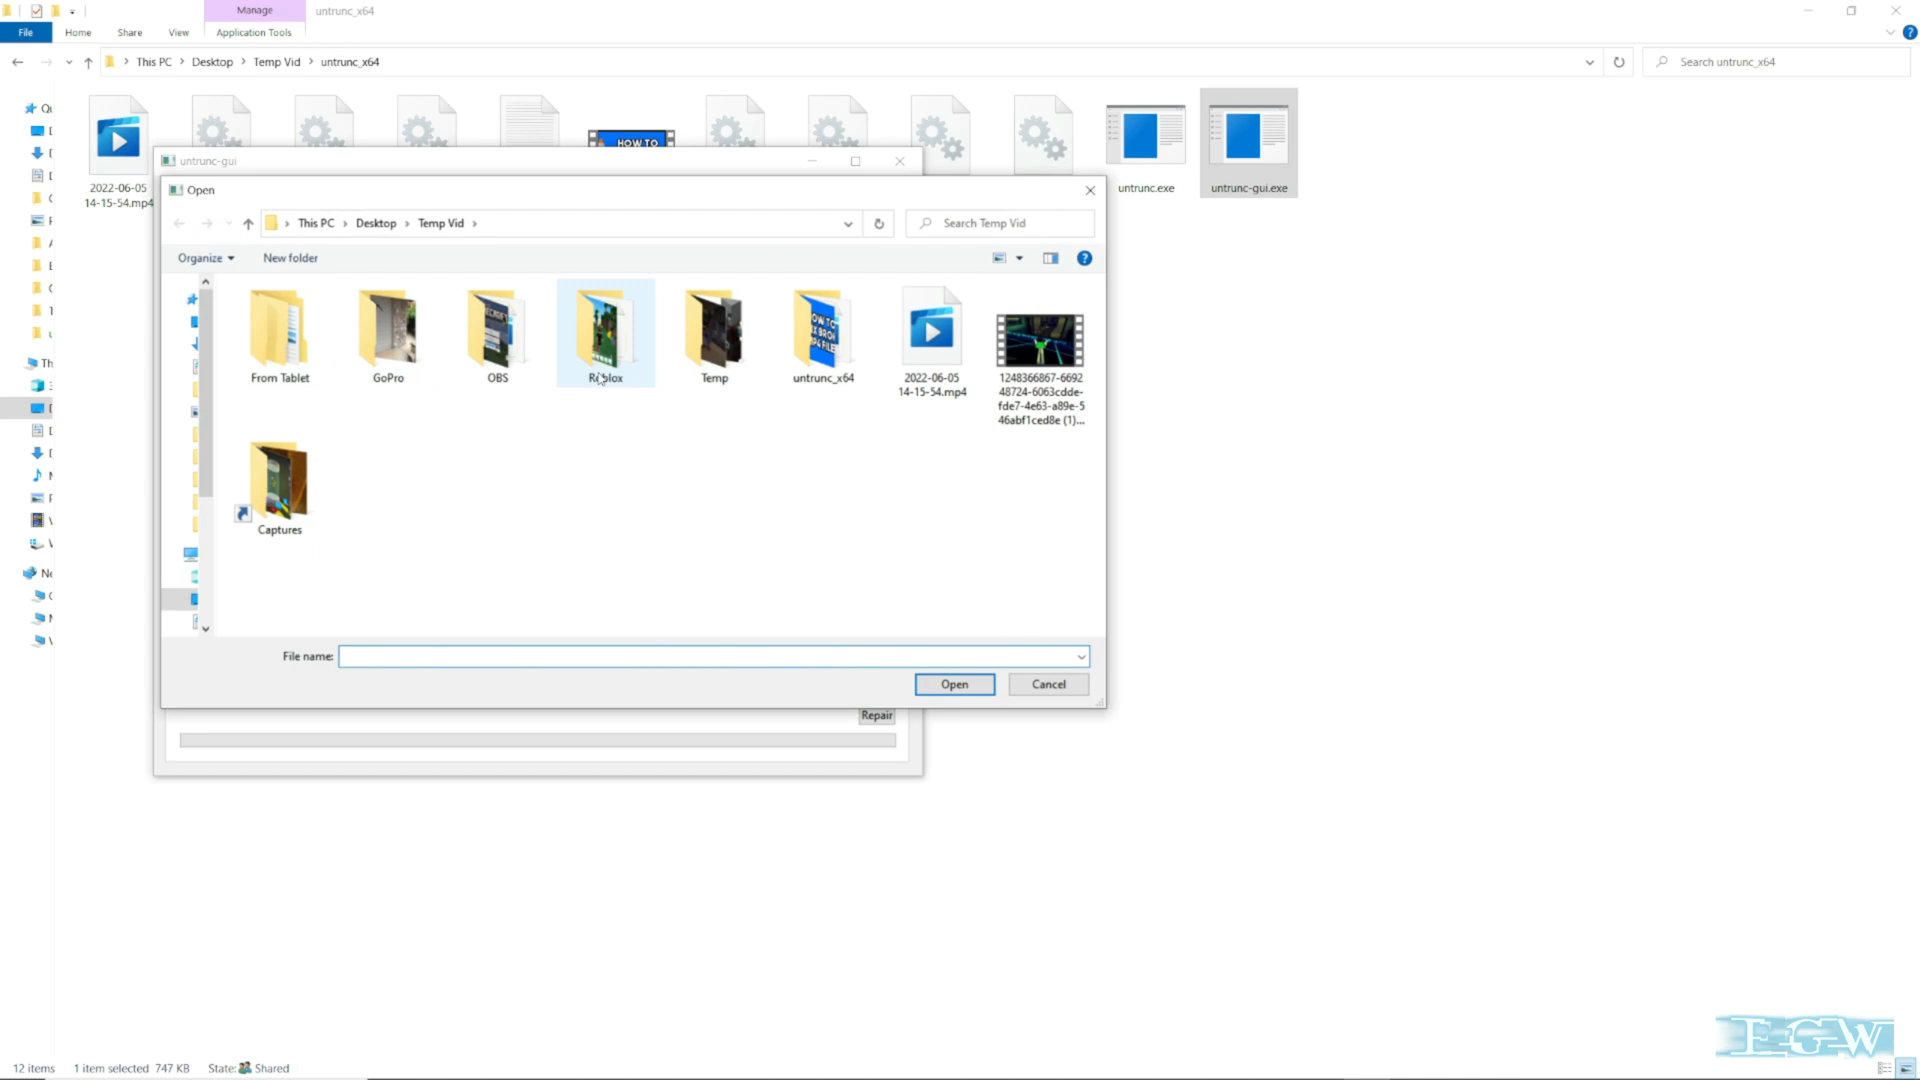 Manage
untrunc_x64
File
Home
Share
View
Application Tools
This PC
Desktop
Temp Vid
untrunc_x64
Search untrunc_x64
HOW TO
2022-06-05
14-15-54.mp4
untrunc.exe
untrunc-gui.exe
untrunc-gui
Open
This PC
Desktop
Temp Vid
Search Temp Vid
Organize
New folder
From Tablet
GoPro
OBS
Roblox
Temp
untrunc_x64
2022-06-05
14-15-54.mp4
1248366867-6692
48724-6063cdde-
fde7-4e63-a89e-5
46abf1ced8e (1)...
Captures
File name:
Open
Cancel
Repair
EGW
12 items
1 item selected 747 KB
State:
Shared